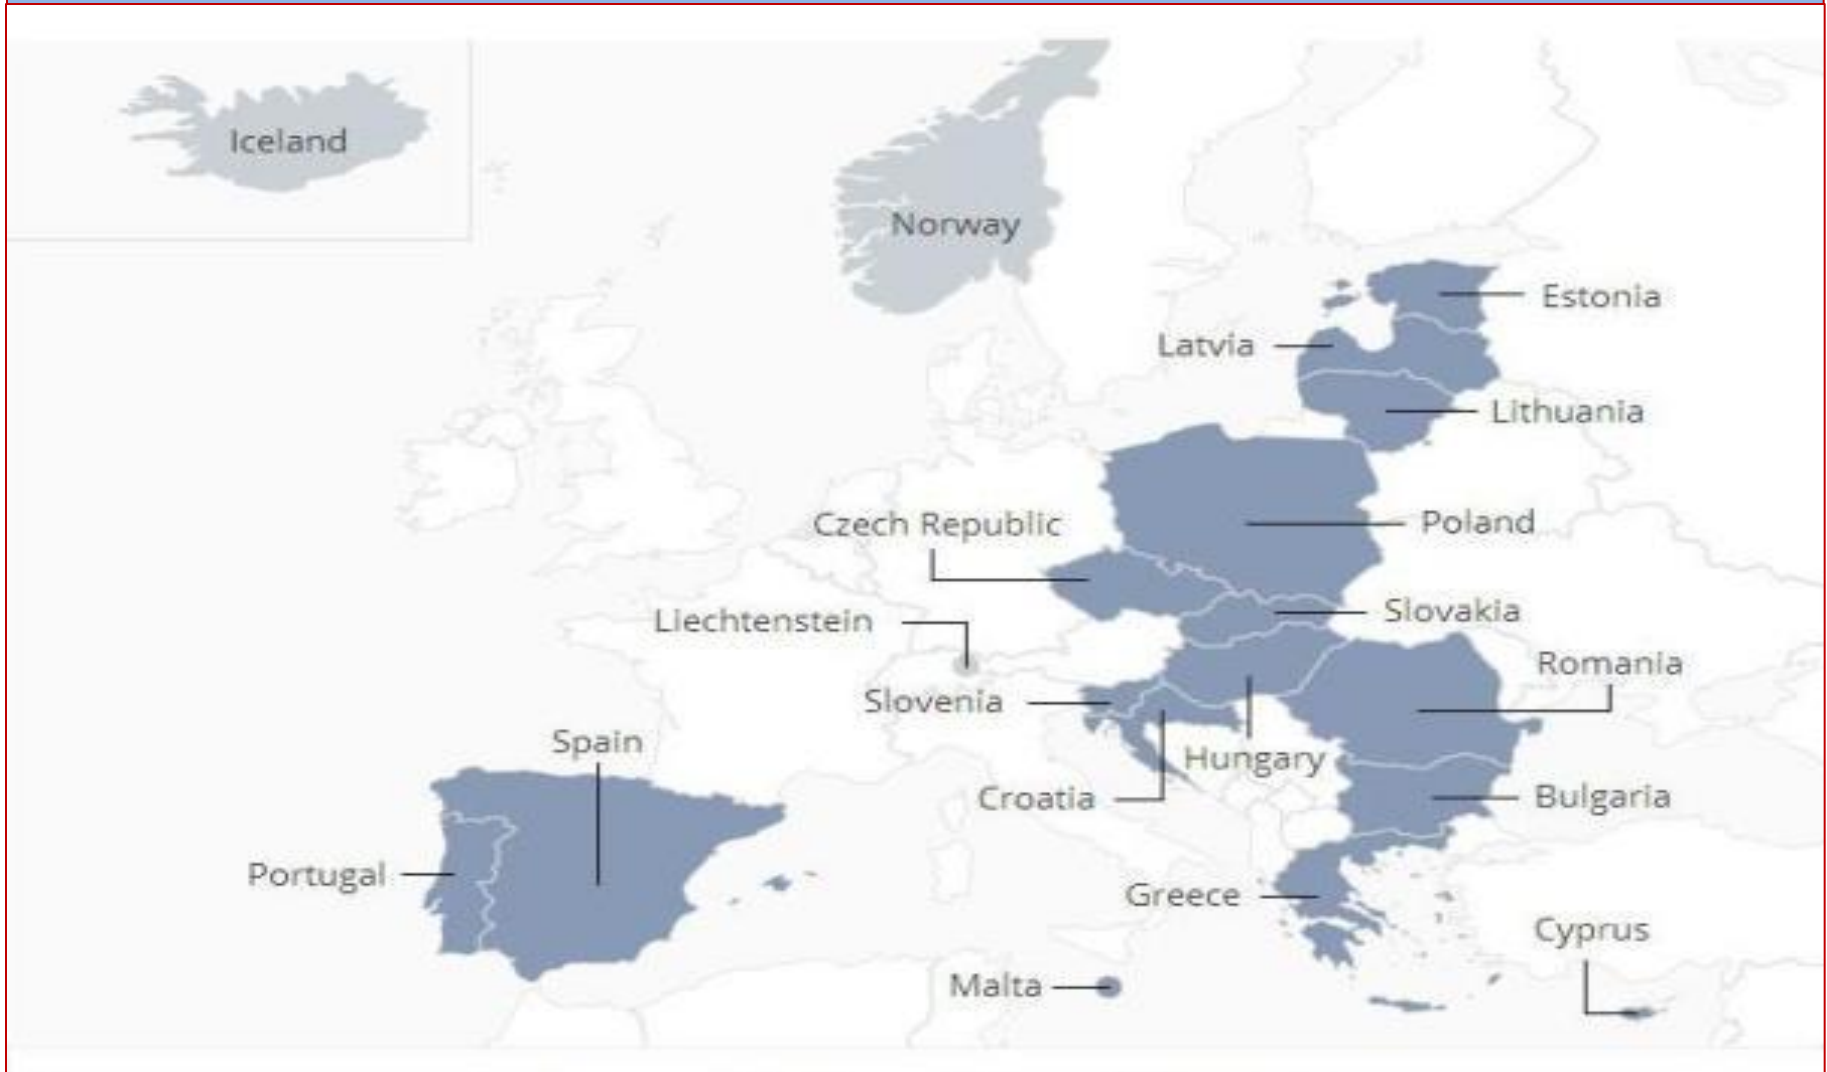 Iceland
Norway
Estonia
Latvia
Lithuania
Czech Republic
Poland
Slovakia
Liechtenstein
Romania
Slovenia
Spain
Hungary
Croatia
Bulgaria
Portugal
Greece
Cyprus
Malta